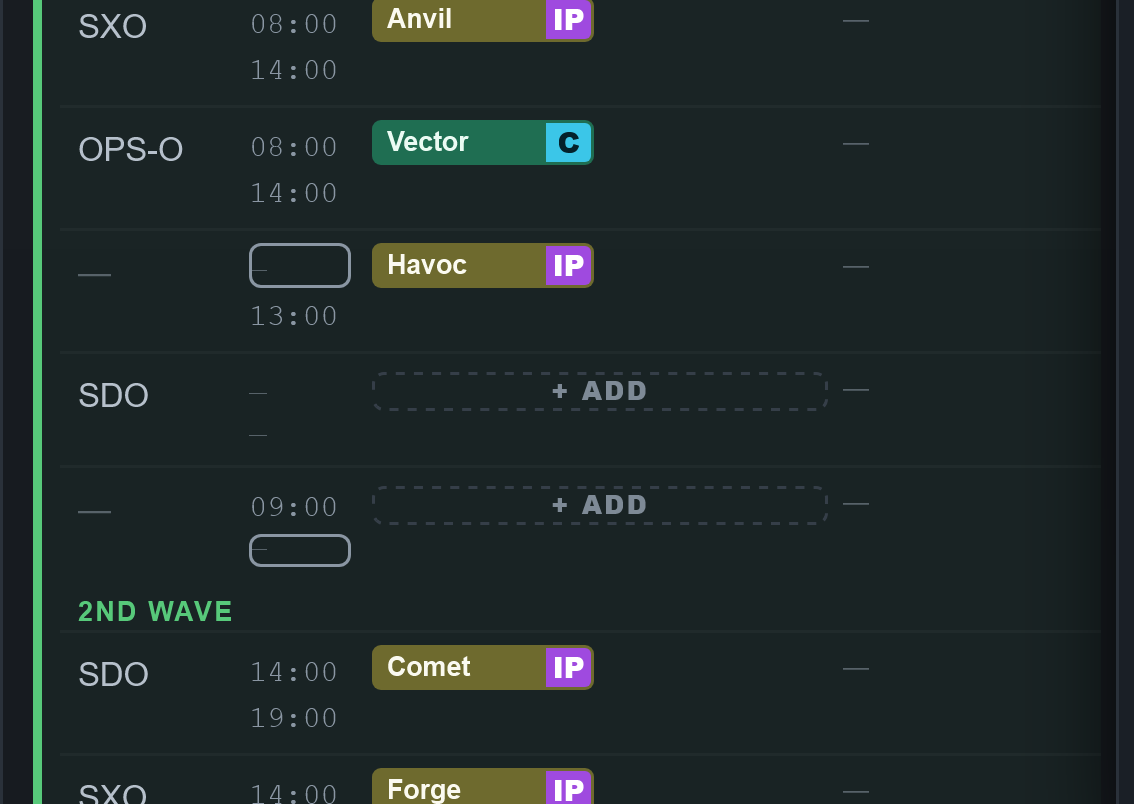 SXO 08:00 Anvil IP —
14:00
OPS-O 08:00 Vector C —
14:00
— — Havoc IP —
13:00
SDO — + ADD —
—
— 09:00 + ADD —
—
2ND WAVE
SDO 14:00 Comet IP —
19:00
SXO 14:00 Forge IP —